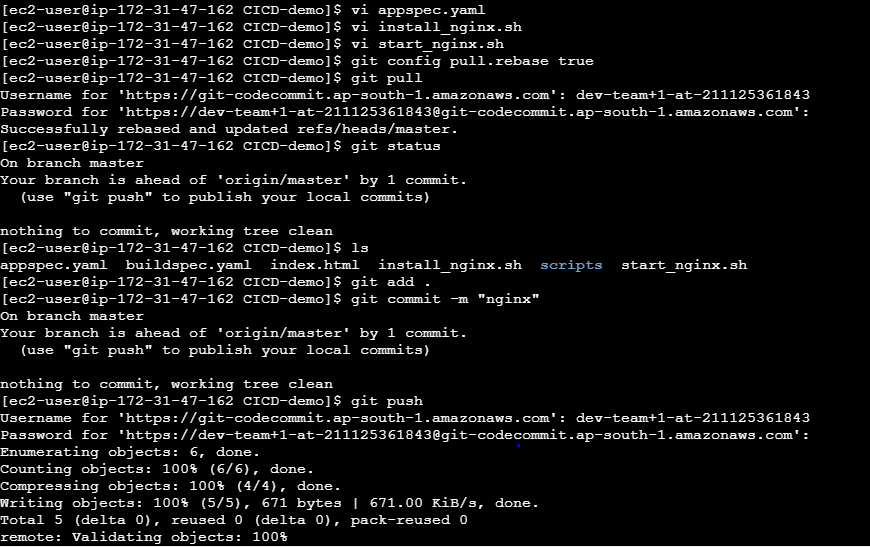 [ec2-user@ip-172-31-47-162 CICD-demo]$ vi appspec.yaml
[ec2-user@ip-172-31-47-162 CICD-demo]$ vi install_nginx.sh
[ec2-user@ip-172-31-47-162 CICD-demo]$ vi start_nginx.sh
[ec2-user@ip-172-31-47-162 CICD-demo]$ git config pull.rebase true
[ec2-user@ip-172-31-47-162 CICD-demo]$ git pull
Username for 'https://git-codecommit.ap-south-1.amazonaws.com': dev-team+1-at-211125361843
Password for 'https://dev-team+1-at-211125361843@git-codecommit.ap-south-1.amazonaws.com':
Successfully rebased and updated refs/heads/master.
[ec2-user@ip-172-31-47-162 CICD-demo]$ git status
On branch master
Your branch is ahead of 'origin/master' by 1 commit.
  (use "git push" to publish your local commits)

nothing to commit, working tree clean
[ec2-user@ip-172-31-47-162 CICD-demo]$ ls
appspec.yaml  buildspec.yaml  index.html  install_nginx.sh  scripts  start_nginx.sh
[ec2-user@ip-172-31-47-162 CICD-demo]$ git add .
[ec2-user@ip-172-31-47-162 CICD-demo]$ git commit -m "nginx"
On branch master
Your branch is ahead of 'origin/master' by 1 commit.
  (use "git push" to publish your local commits)

nothing to commit, working tree clean
[ec2-user@ip-172-31-47-162 CICD-demo]$ git push
Username for 'https://git-codecommit.ap-south-1.amazonaws.com': dev-team+1-at-211125361843
Password for 'https://dev-team+1-at-211125361843@git-codecommit.ap-south-1.amazonaws.com':
Enumerating objects: 6, done.
Counting objects: 100% (6/6), done.
Compressing objects: 100% (4/4), done.
Writing objects: 100% (5/5), 671 bytes | 671.00 KiB/s, done.
Total 5 (delta 0), reused 0 (delta 0), pack-reused 0
remote: Validating objects: 100%